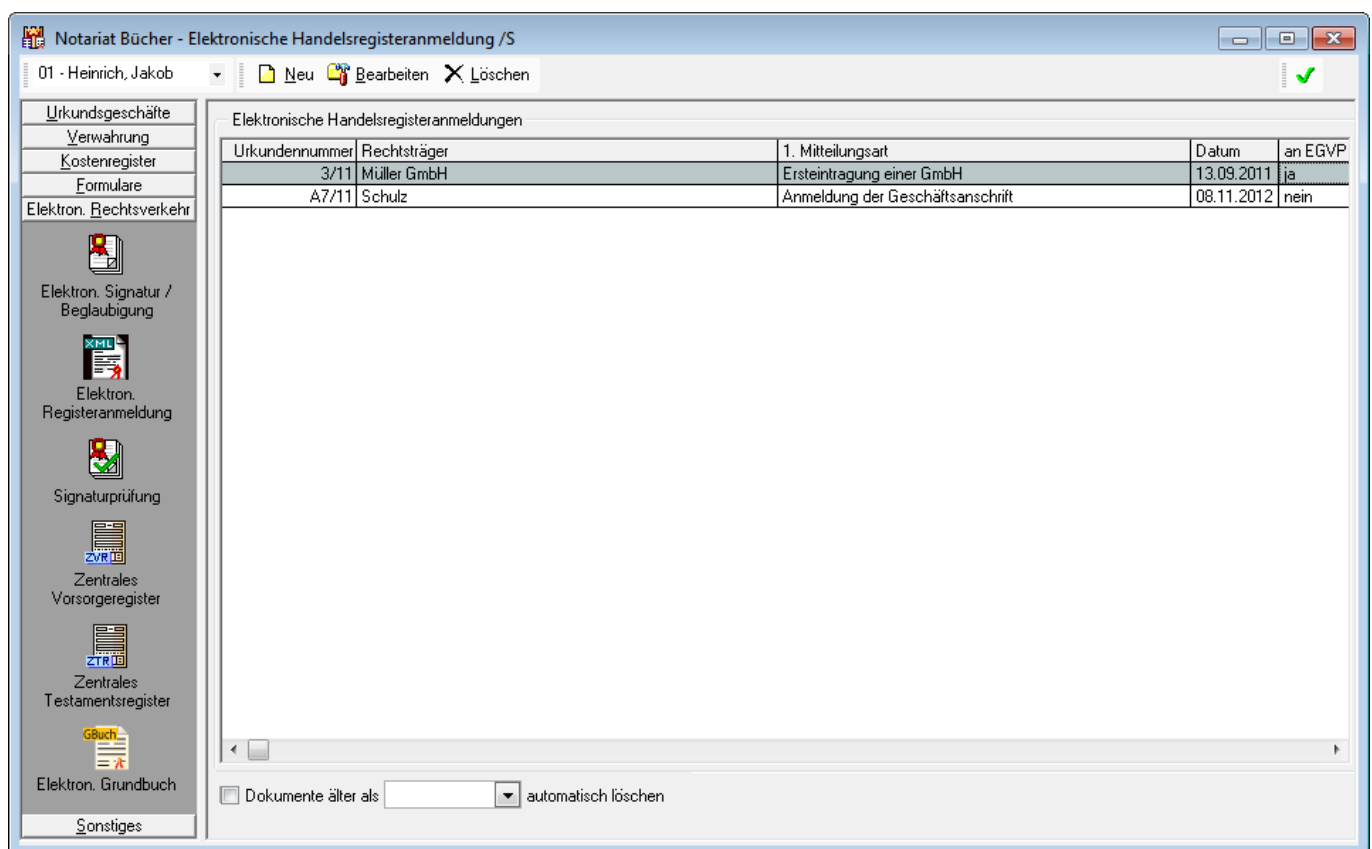 Notariat Bücher - Elektronische Handelsregisteranmeldung /S
01 - Heinrich, Jakob Neu Bearbeiten Löschen
Urkundsgeschäfte
Verwahrung
Kostenregister
Formulare
Elektron. Rechtsverkehr
XML
Elektron. Signatur /
Beglaubigung
Elektron.
Registeranmeldung
Signaturprüfung
ZVR
Zentrales
Vorsorgeregister
ZTR
Zentrales
Testamentsregister
GBuch
Elektron. Grundbuch
Sonstiges
Elektronische Handelsregisteranmeldungen
Urkundennummer Rechtsträger 1. Mitteilungsart Datum an EGVP
3/11 Müller GmbH Ersteintragung einer GmbH 13.09.2011 ja
A7/11 Schulz Anmeldung der Geschäftsanschrift 08.11.2012 nein
Dokumente älter als automatisch löschen